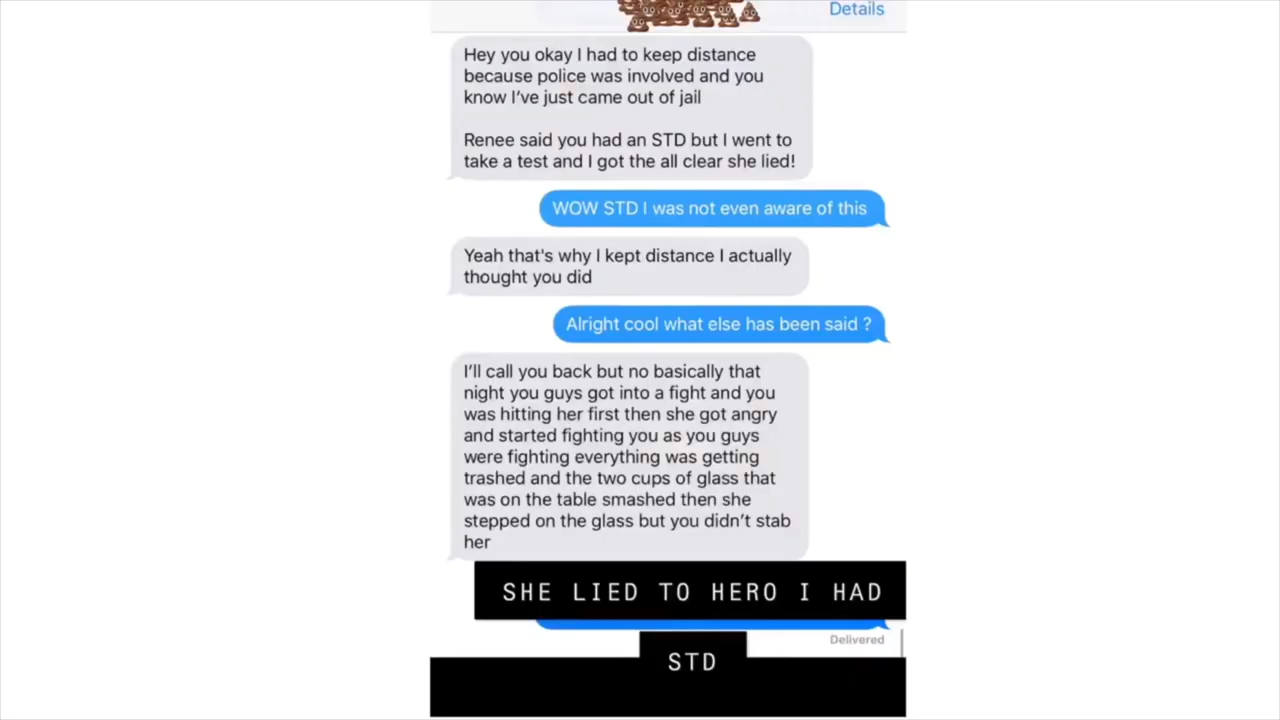 Details
Hey you okay I had to keep distance
because police was involved and you
know I've just came out of jail
Renee said you had an STD but I went to
take a test and I got the all clear she lied!
WOW STD I was not even aware of this
Yeah that's why I kept distance I actually
thought you did
Alright cool what else has been said ?
I'll call you back but no basically that
night you guys got into a fight and you
was hitting her first then she got angry
and started fighting you as you guys
were fighting everything was getting
trashed and the two cups of glass that
was on the table smashed then she
stepped on the glass but you didn't stab
her
SHE LIED TO HERO I HAD
Delivered
STD